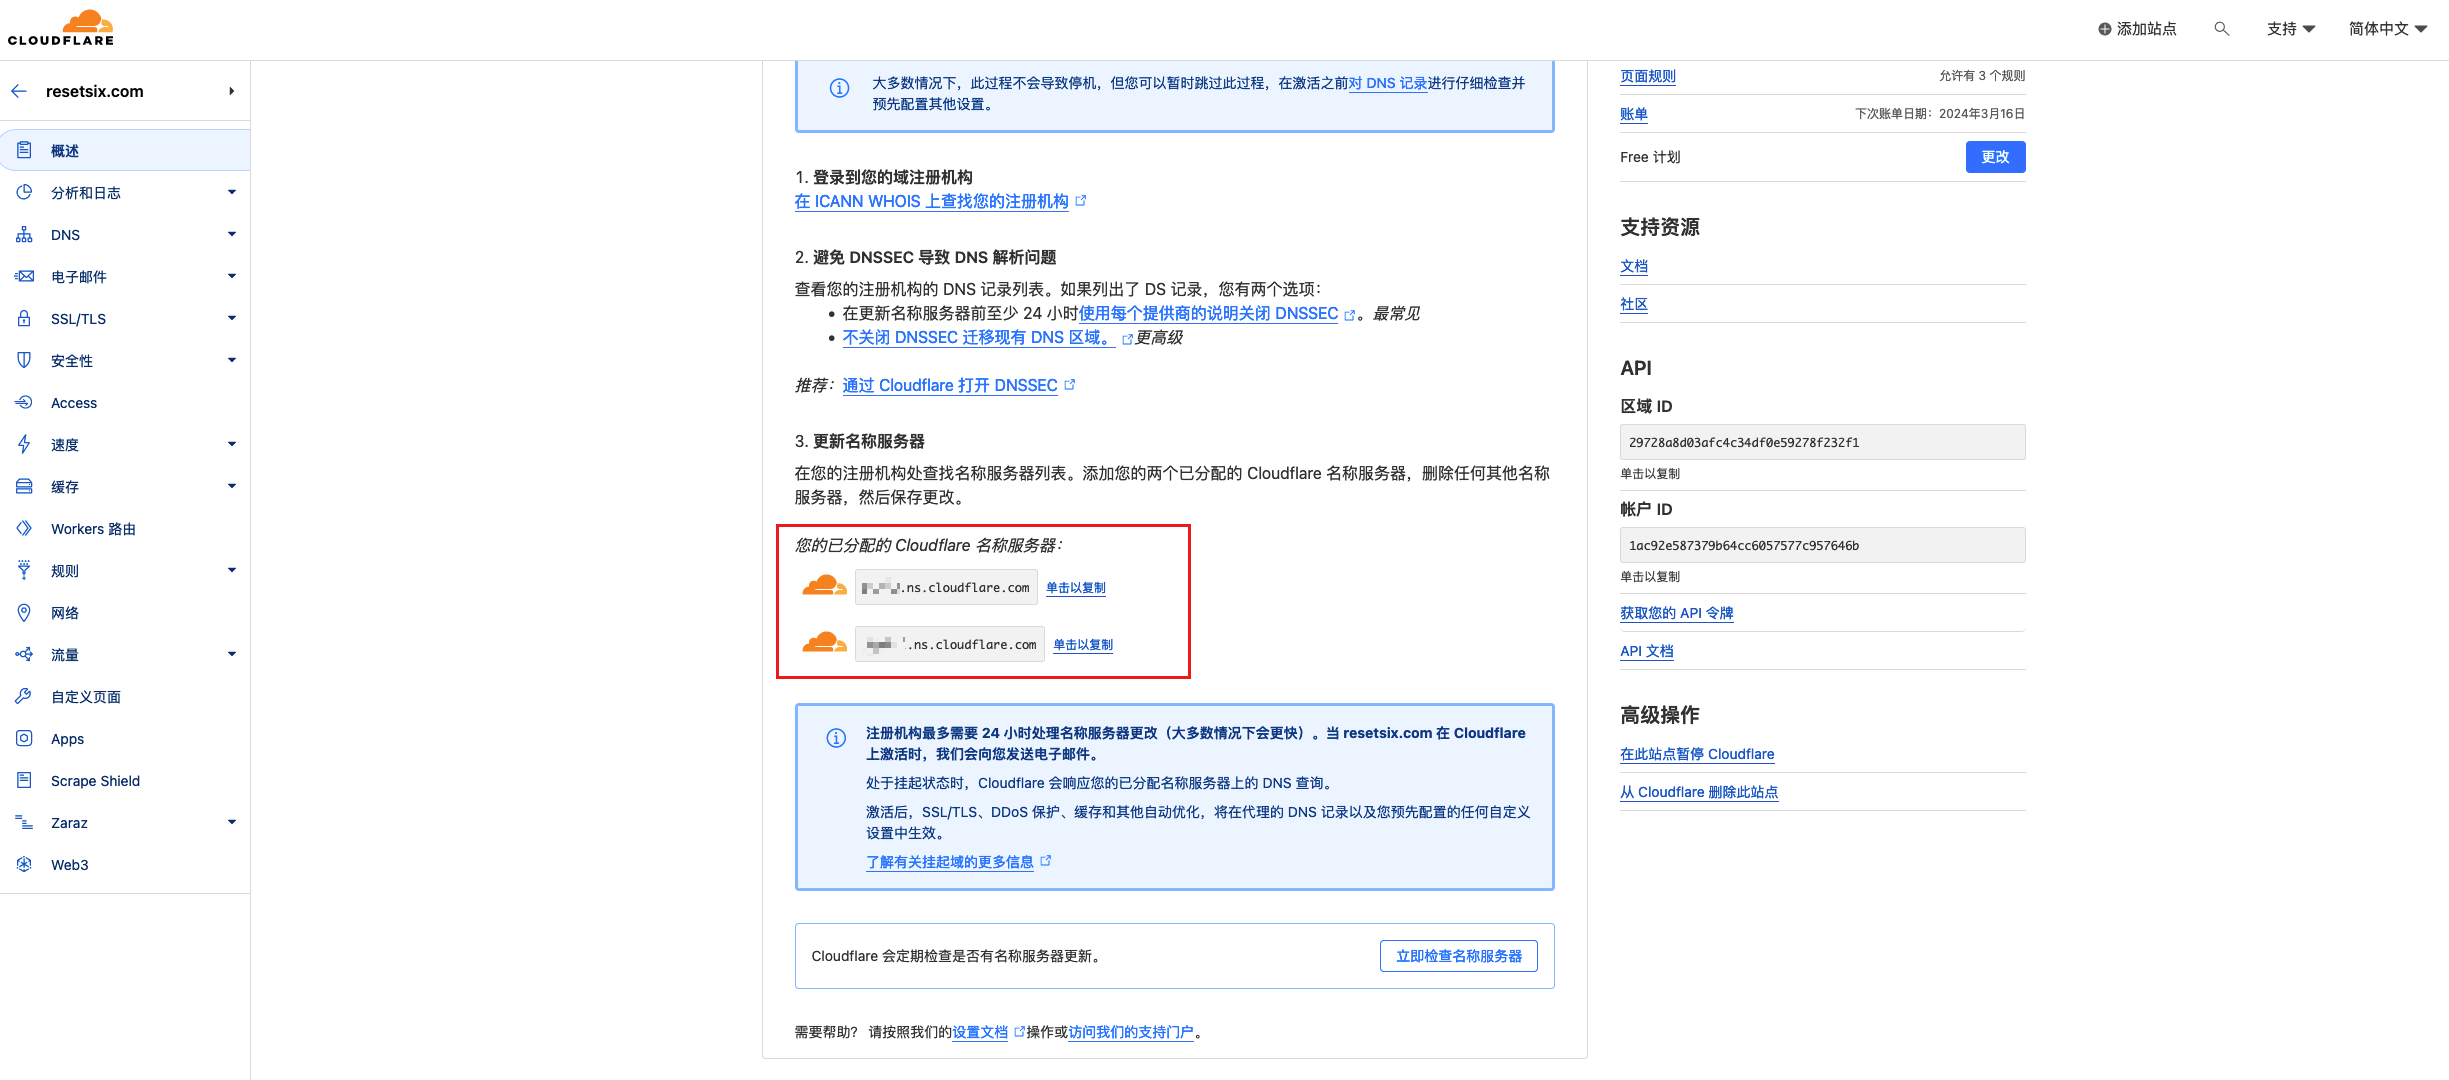 CLOUDFLARE
添加站点
支持
简体中文
resetsix.com
概述
分析和日志
DNS
电子邮件
SSL/TLS
安全性
Access
速度
缓存
Workers 路由
规则
网络
流量
自定义页面
Apps
Scrape Shield
Zaraz
Web3
大多数情况下，此过程不会导致停机，但您可以暂时跳过此过程，在激活之前对 DNS 记录进行仔细检查并
预先配置其他设置。
1. 登录到您的域注册机构
在 ICANN WHOIS 上查找您的注册机构
2. 避免 DNSSEC 导致 DNS 解析问题
查看您的注册机构的 DNS 记录列表。如果列出了 DS 记录，您有两个选项：
• 在更新名称服务器前至少 24 小时使用每个提供商的说明关闭 DNSSEC 。最常见
• 不关闭 DNSSEC 迁移现有 DNS 区域。 更高级
推荐：通过 Cloudflare 打开 DNSSEC
3. 更新名称服务器
在您的注册机构处查找名称服务器列表。添加您的两个已分配的 Cloudflare 名称服务器，删除任何其他名称
服务器，然后保存更改。
您的已分配的 Cloudflare 名称服务器：
.ns.cloudflare.com 单击以复制
.ns.cloudflare.com 单击以复制
注册机构最多需要 24 小时处理名称服务器更改（大多数情况下会更快）。当 resetsix.com 在 Cloudflare
上激活时，我们会向您发送电子邮件。
处于挂起状态时，Cloudflare 会响应您的已分配名称服务器上的 DNS 查询。
激活后，SSL/TLS、DDoS 保护、缓存和其他自动优化，将在代理的 DNS 记录以及您预先配置的任何自定义
设置中生效。
了解有关挂起域的更多信息
Cloudflare 会定期检查是否有名称服务器更新。
立即检查名称服务器
需要帮助？ 请按照我们的设置文档 操作或访问我们的支持门户。
页面规则 允许有 3 个规则
账单 下次账单日期：2024年3月16日
Free 计划 更改
支持资源
文档
社区
API
区域 ID
29728a8d03afc4c34df0e59278f232f1
单击以复制
帐户 ID
1ac92e587379b64cc6057577c957646b
单击以复制
获取您的 API 令牌
API 文档
高级操作
在此站点暂停 Cloudflare
从 Cloudflare 删除此站点